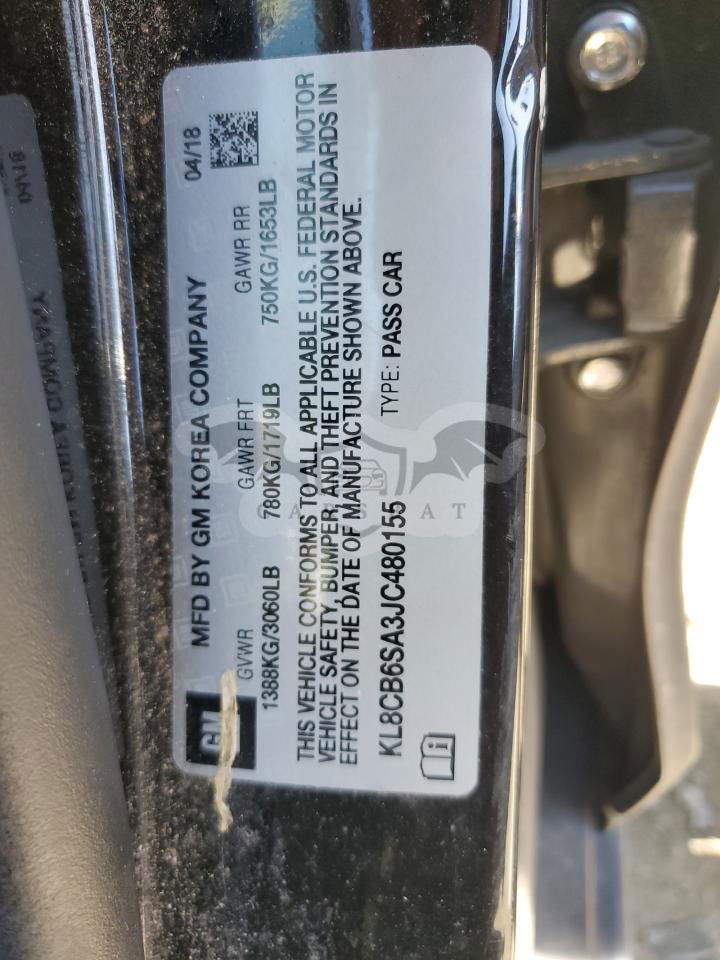 04/18
MFD BY GM KOREA COMPANY
GM
GVWR GAWR FRT GAWR RR
1388KG/3060LB 780KG/1719LB 750KG/1653LB
THIS VEHICLE CONFORMS TO ALL APPLICABLE U.S. FEDERAL MOTOR
VEHICLE SAFETY, BUMPER, AND THEFT PREVENTION STANDARDS IN
EFFECT ON THE DATE OF MANUFACTURE SHOWN ABOVE.
KL8CB6SA3JC480155 TYPE: PASS CAR